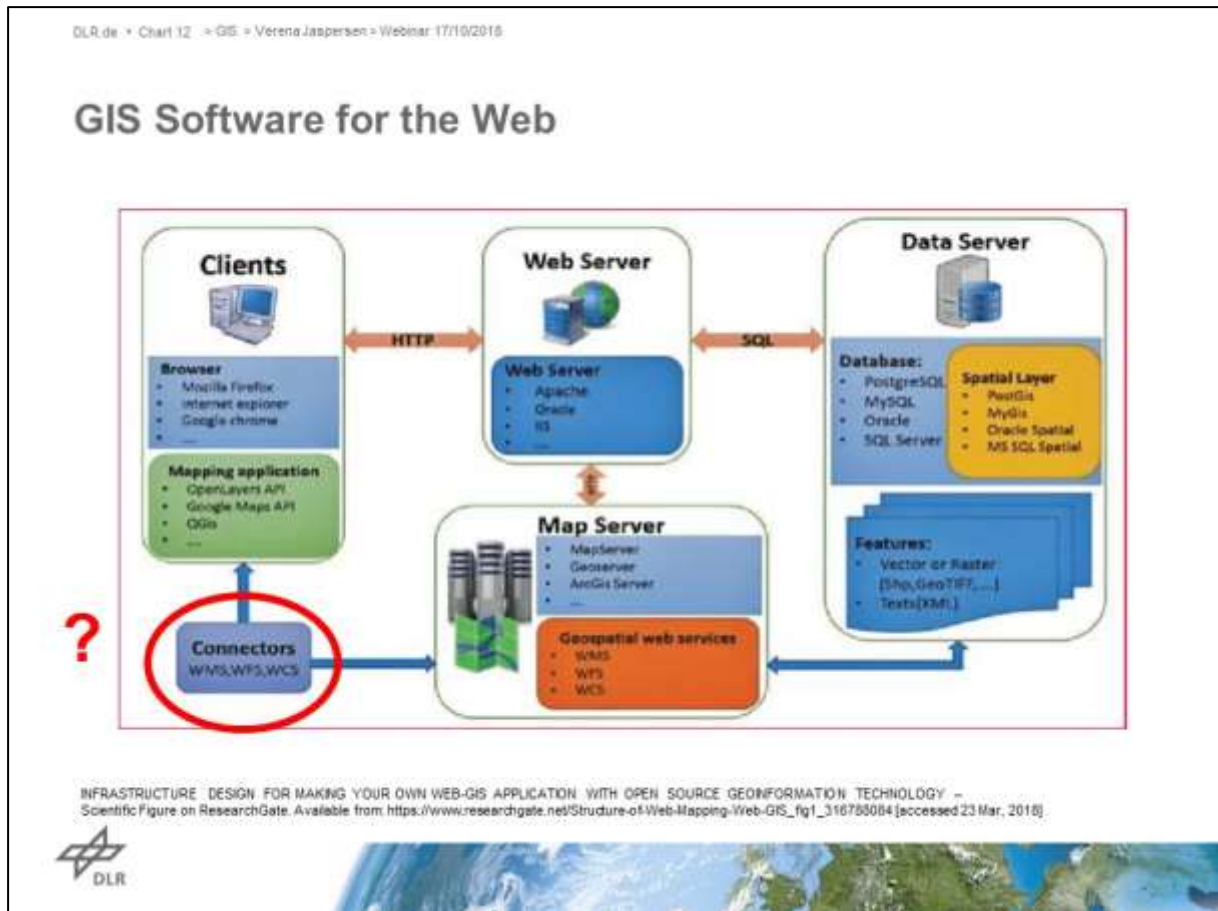 DLR.de • Chart 12 > GIS > Verena Jaspersen > Webinar 17/10/2018
GIS Software for the Web
Clients
HTTP
Browser
• Mozilla Firefox
• Internet explorer
• Google chrome
• ....
Mapping application
• OpenLayers API
• Google Maps API
• QGis
• ....
Web Server
SQL
Web Server
• Apache
• Oracle
• IIS
• ....
Data Server
Database:
• PostgreSQL
• MySQL
• Oracle
• SQL Server
Spatial Layer
• PostGis
• MyGis
• Oracle Spatial
• MS SQL Spatial
Features:
• Vector or Raster
(Shp,GeoTIFF, ...)
• Texts(XML)
Map Server
• MapServer
• Geoserver
• ArcGis Server
• ....
Geospatial web services
• WMS
• WFS
• WCS
?
Connectors
WMS,WFS,WCS
INFRASTRUCTURE DESIGN FOR MAKING YOUR OWN WEB-GIS APPLICATION WITH OPEN SOURCE GEOINFORMATION TECHNOLOGY –
Scientific Figure on ResearchGate. Available from: https://www.researchgate.net/Structure-of-Web-Mapping-Web-GIS_fig1_316788084 [accessed 23 Mar, 2018]
DLR